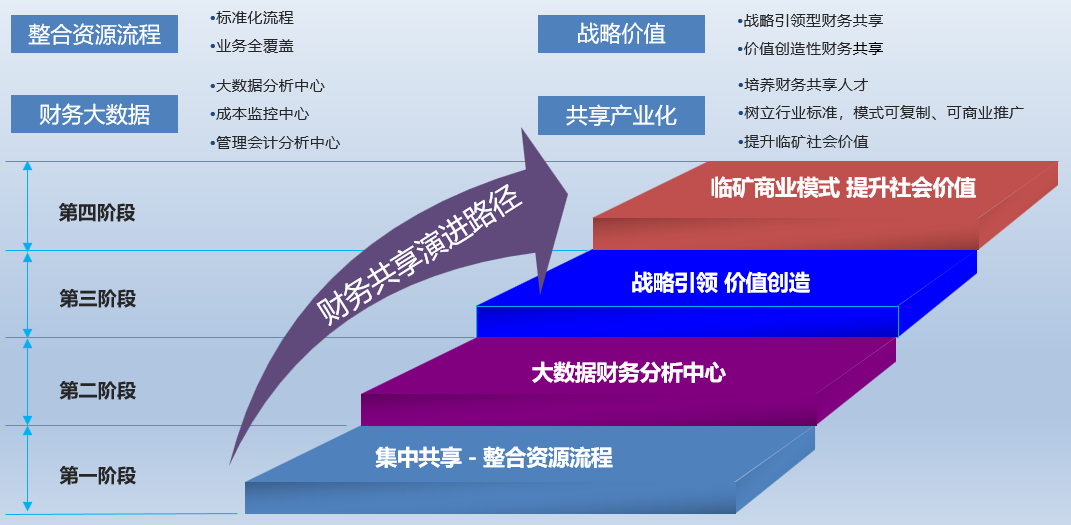 整合资源流程
•标准化流程
•业务全覆盖
财务大数据
•大数据分析中心
•成本监控中心
•管理会计分析中心
战略价值
•战略引领型财务共享
•价值创造性财务共享
共享产业化
•培养财务共享人才
•树立行业标准，模式可复制、可商业推广
•提升临矿社会价值
财务共享演进路径
第四阶段
临矿商业模式 提升社会价值
第三阶段
战略引领 价值创造
第二阶段
大数据财务分析中心
第一阶段
集中共享 - 整合资源流程